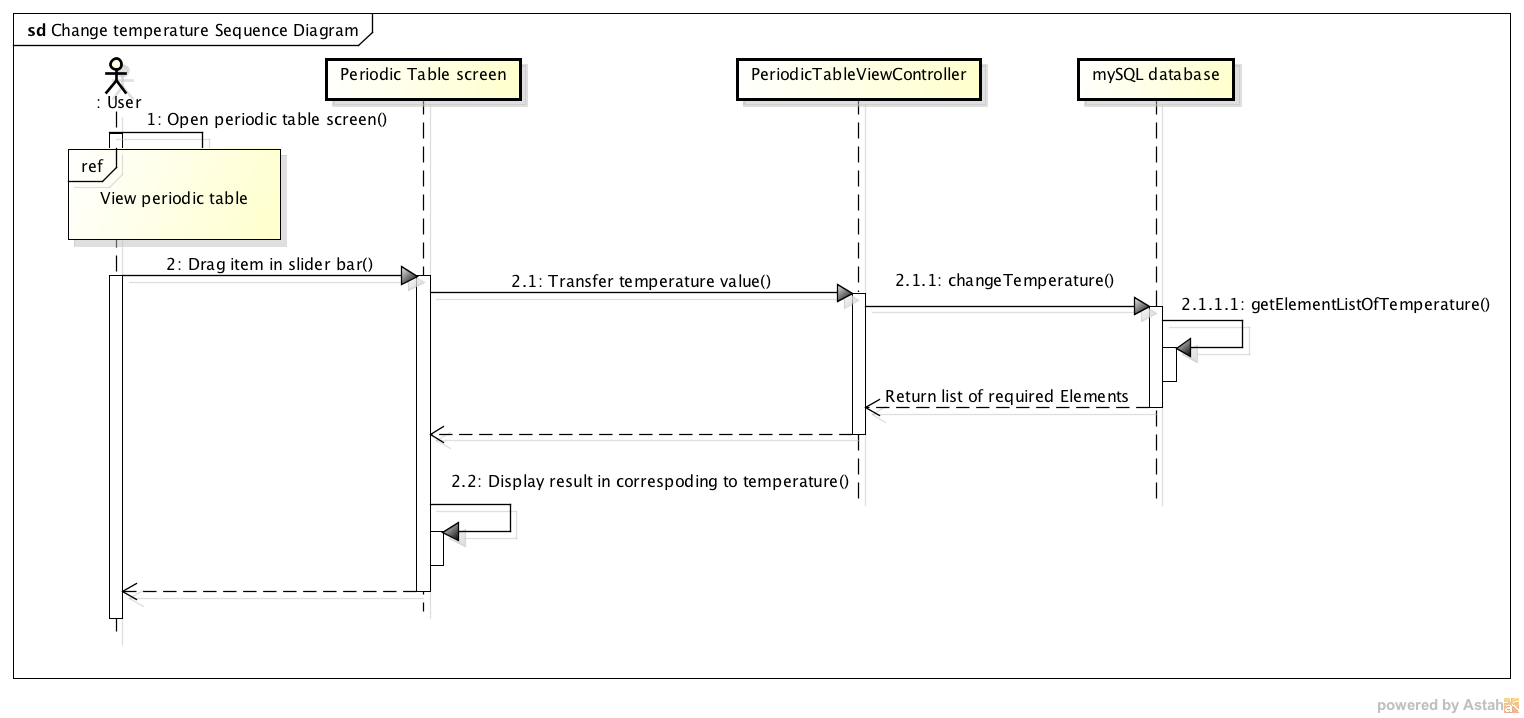 sd Change temperature Sequence Diagram
Periodic Table screen
PeriodicTableViewController
mySQL database
: User
1: Open periodic table screen()
ref
View periodic table
2: Drag item in slider bar()
2.1: Transfer temperature value()
2.1.1: changeTemperature()
2.1.1.1: getElementListOfTemperature()
Return list of required Elements
2.2: Display result in correspoding to temperature()
powered by Astah